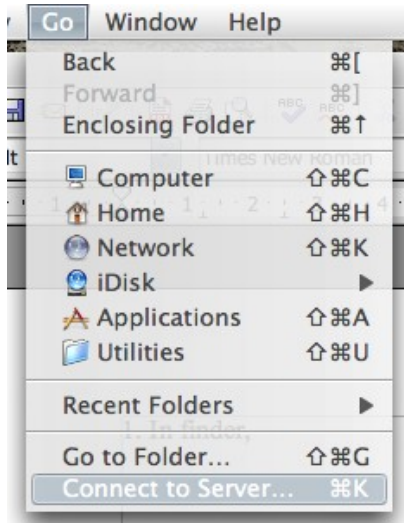 Go Window Help
Back ⌘[
Forward ⌘]
Enclosing Folder ⌘↑
lt Times New Roman
Computer ⇧⌘C
Home ⇧⌘H
Network ⇧⌘K
iDisk ▶
Applications ⇧⌘A
Utilities ⇧⌘U
Recent Folders ▶
1. In finder,
Go to Folder... ⇧⌘G
Connect to Server... ⌘K